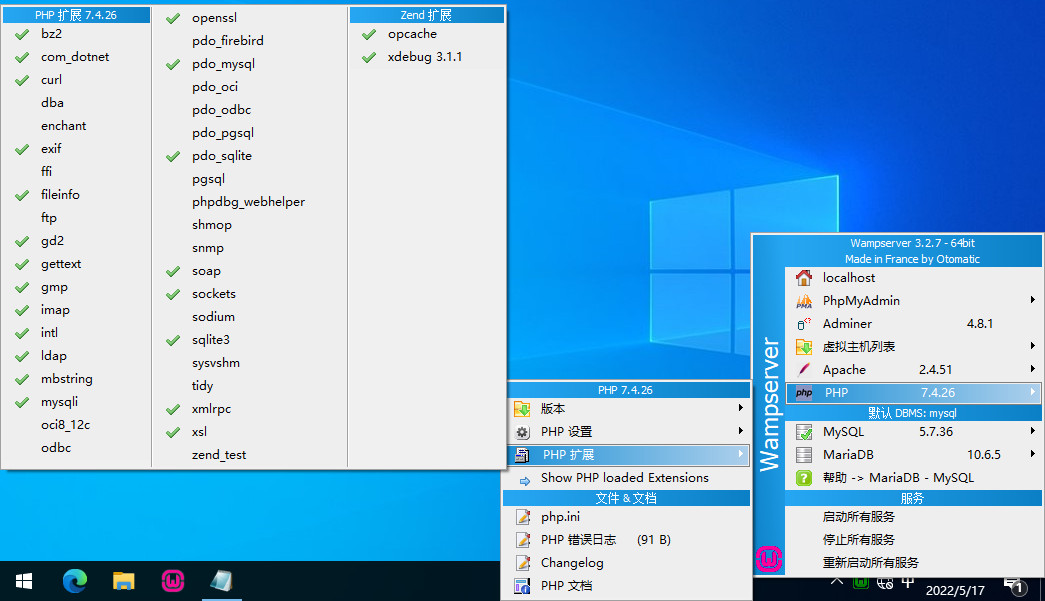 PHP 扩展 7.4.26
bz2
com_dotnet
curl
dba
enchant
exif
ffi
fileinfo
ftp
gd2
gettext
gmp
imap
intl
ldap
mbstring
mysqli
oci8_12c
odbc
openssl
pdo_firebird
pdo_mysql
pdo_oci
pdo_odbc
pdo_pgsql
pdo_sqlite
pgsql
phpdbg_webhelper
shmop
snmp
soap
sockets
sodium
sqlite3
sysvshm
tidy
xmlrpc
xsl
zend_test
Zend 扩展
opcache
xdebug 3.1.1
PHP 7.4.26
版本
PHP 设置
PHP 扩展
Show PHP loaded Extensions
文件 & 文档
php.ini
PHP 错误日志 (91 B)
Changelog
PHP 文档
Wampserver
Wampserver 3.2.7 - 64bit
Made in France by Otomatic
localhost
PMA PhpMyAdmin
Adminer 4.8.1
虚拟主机列表
Apache 2.4.51
php PHP 7.4.26
默认 DBMS: mysql
MySQL 5.7.36
MariaDB 10.6.5
帮助 -> MariaDB - MySQL
服务
启动所有服务
停止所有服务
重新启动所有服务
中
2022/5/17
1